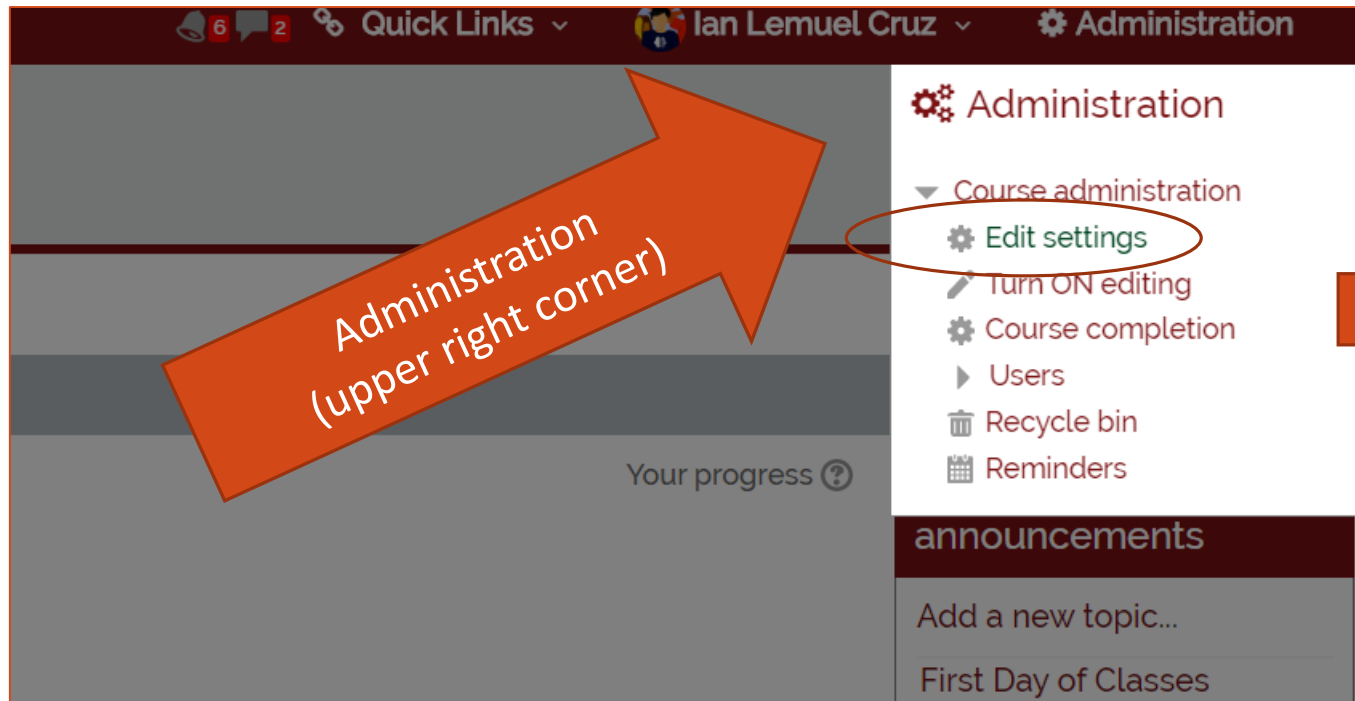 6 2 Quick Links Ian Lemuel Cruz Administration
Administration
Course administration
Edit settings
Turn ON editing
Course completion
Users
Recycle bin
Reminders
Administration
(upper right corner)
Your progress ?
announcements
Add a new topic...
First Day of Classes